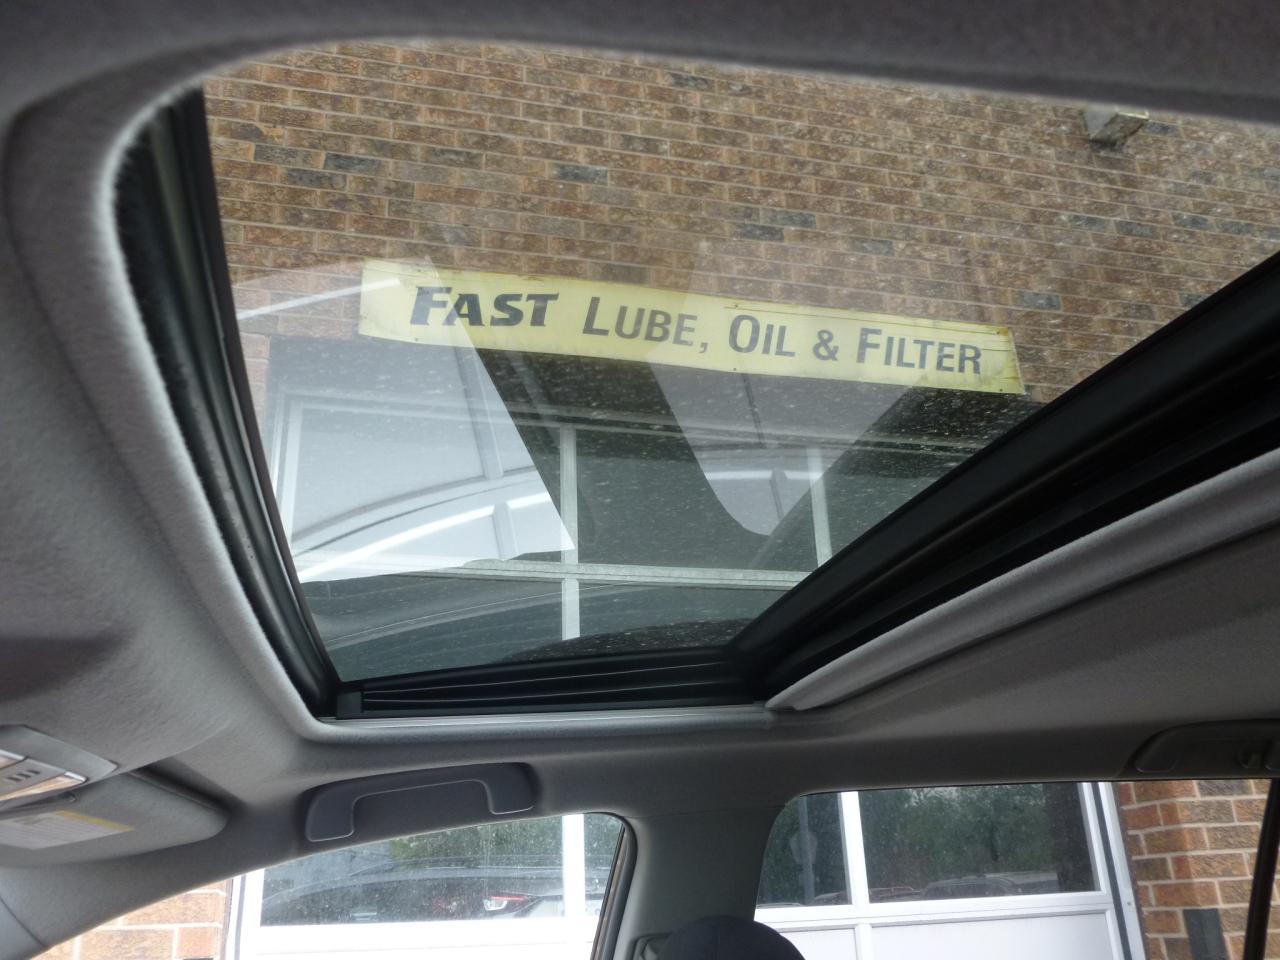 FAST LUBE, OIL & FILTER